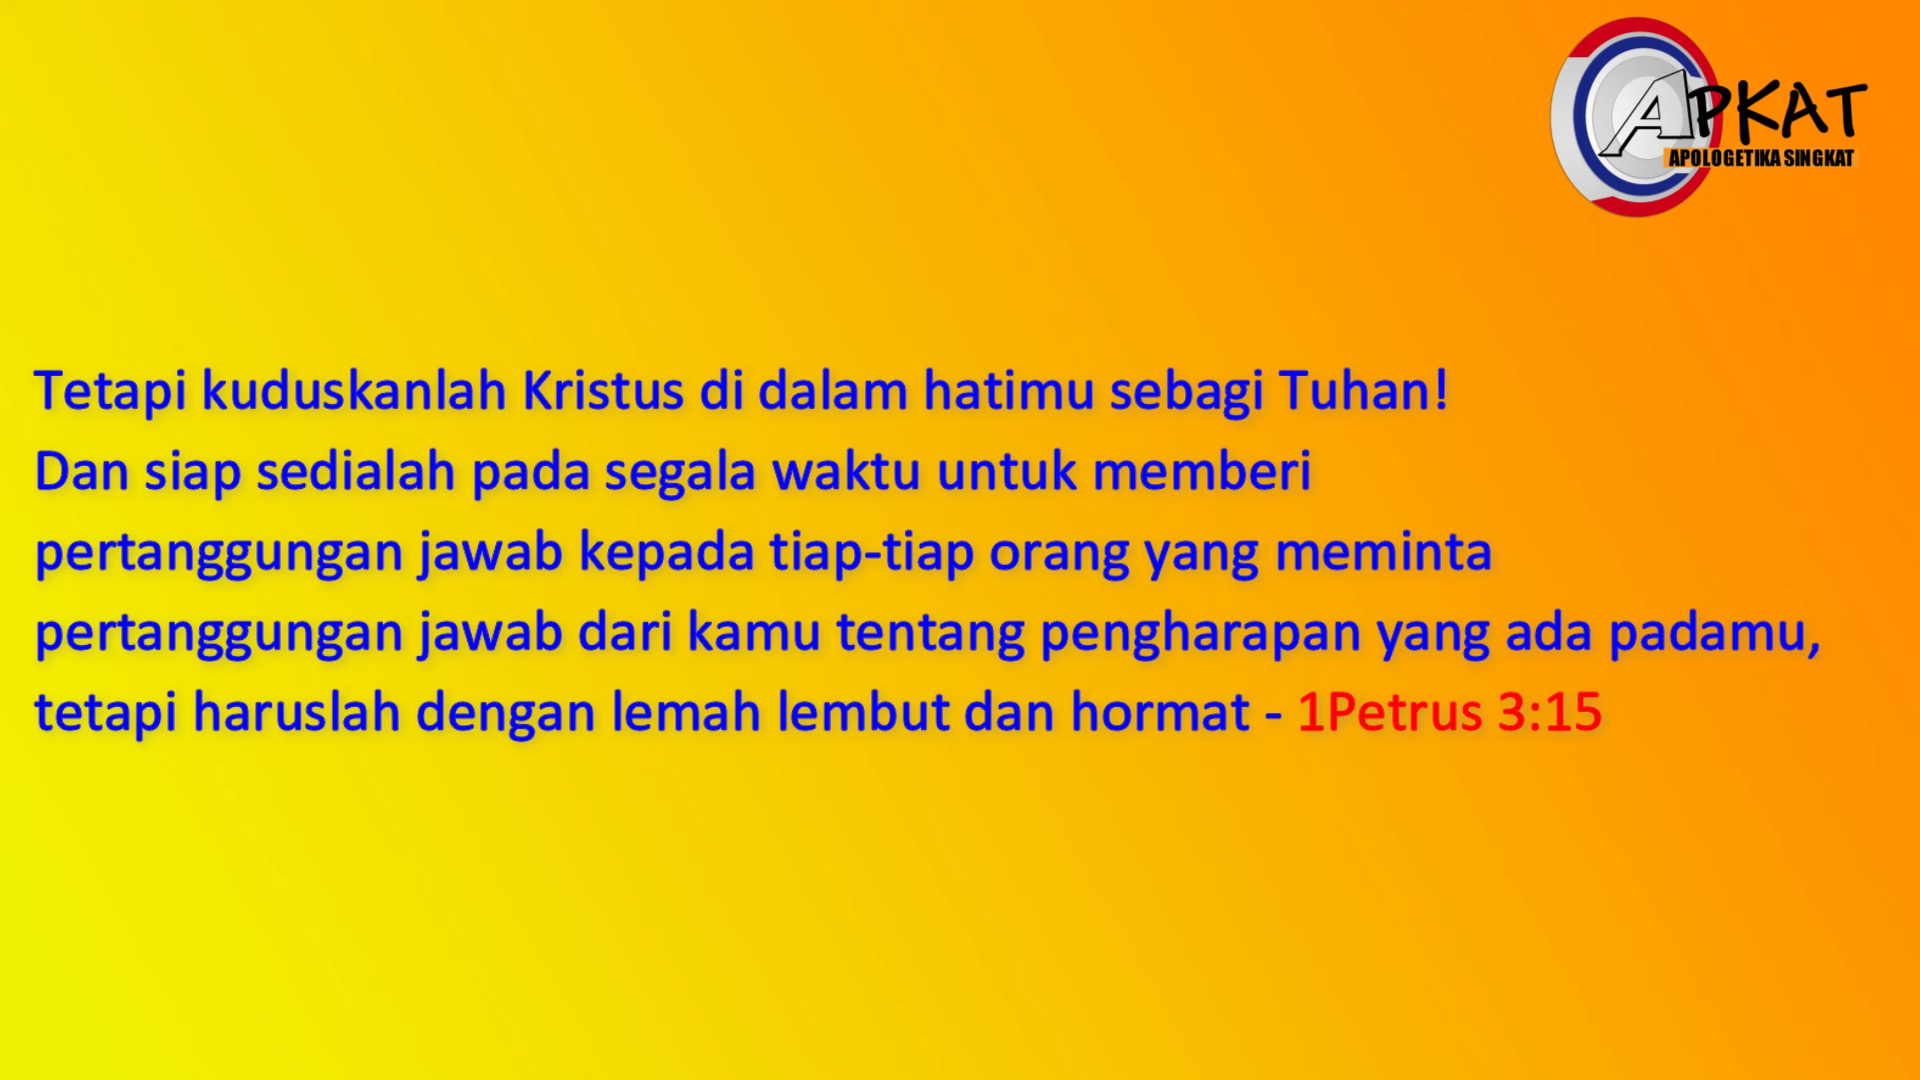 APKAT
APOLOGETIKA SINGKAT
Tetapi kuduskanlah Kristus di dalam hatimu sebagi Tuhan!
Dan siap sedialah pada segala waktu untuk memberi
pertanggungan jawab kepada tiap-tiap orang yang meminta
pertanggungan jawab dari kamu tentang pengharapan yang ada padamu,
tetapi haruslah dengan lemah lembut dan hormat - 1Petrus 3:15